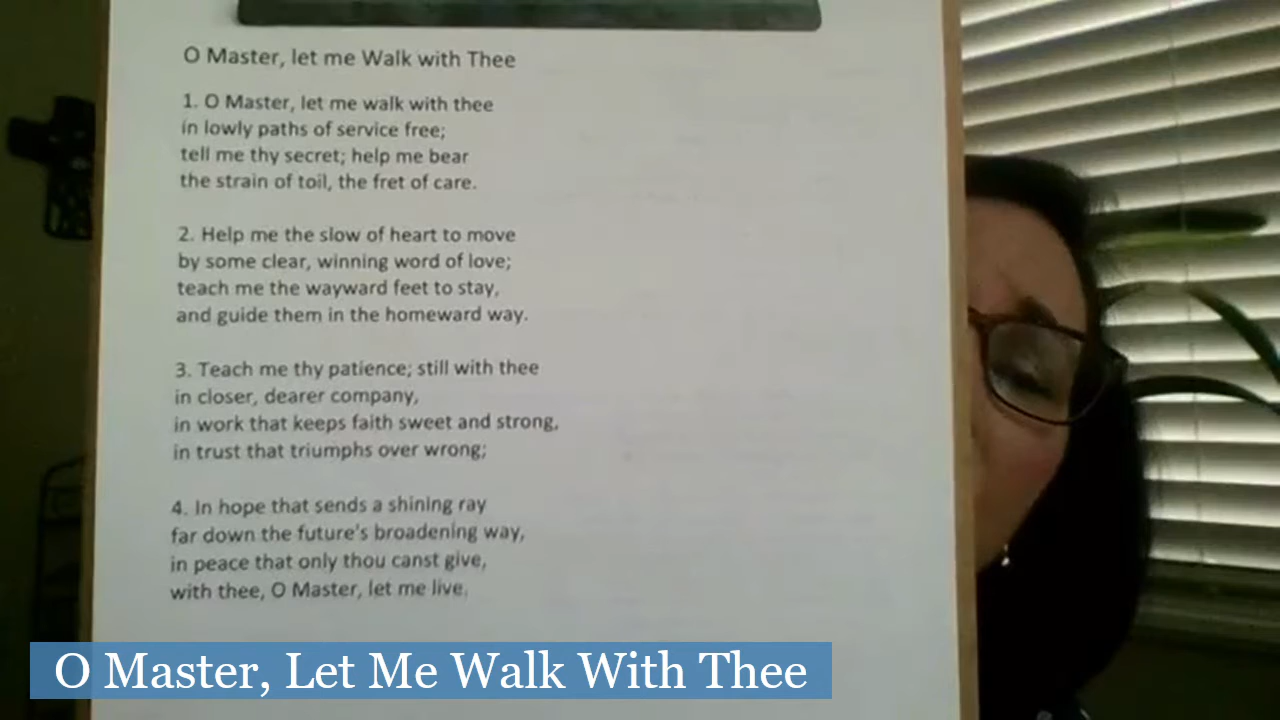 O Master, let me Walk with Thee
1. O Master, let me walk with thee
in lowly paths of service free;
tell me thy secret; help me bear
the strain of toil, the fret of care.
2. Help me the slow of heart to move
by some clear, winning word of love;
teach me the wayward feet to stay,
and guide them in the homeward way.
3. Teach me thy patience; still with thee
in closer, dearer company,
in work that keeps faith sweet and strong,
in trust that triumphs over wrong;
4. In hope that sends a shining ray
far down the future's broadening way,
in peace that only thou canst give,
with thee, O Master, let me live.
O Master, Let Me Walk With Thee